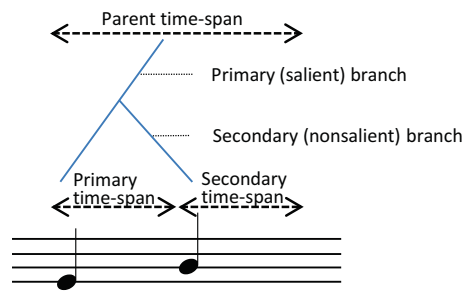 Parent time-span
Primary (salient) branch
Secondary (nonsalient) branch
Primary
time-span
Secondary
time-span